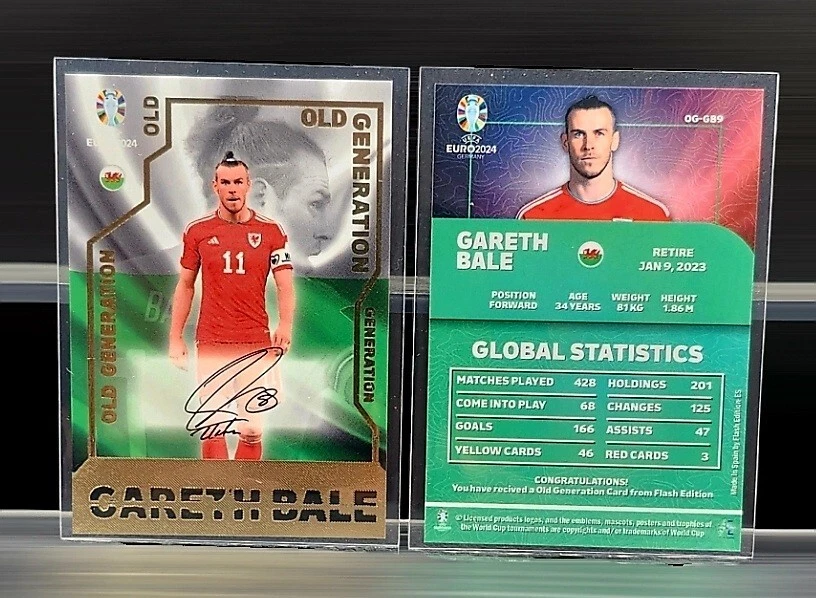 EURO2024
OLD
OLD
GENERATION
11
OLD GENERATION
GENERATION
GARETH BALE
UEFA
EURO2024
GERMANY
OG-GB9
GARETH
BALE
RETIRE
JAN 9, 2023
POSITION
FORWARD
AGE
34 YEARS
WEIGHT
81 KG
HEIGHT
1.86 M
GLOBAL STATISTICS
MATCHES PLAYED 428 HOLDINGS 201
COME INTO PLAY 68 CHANGES 125
GOALS 166 ASSISTS 47
YELLOW CARDS 46 RED CARDS 3
CONGRATULATIONS!
You have recived a Old Generation Card from Flash Edition
© Licensed products logos, and the emblems, mascots, posters and trophies of
the World Cup tournaments are copyrights and/or trademarks of World Cup
Made in Spain by Flash Edition-ES